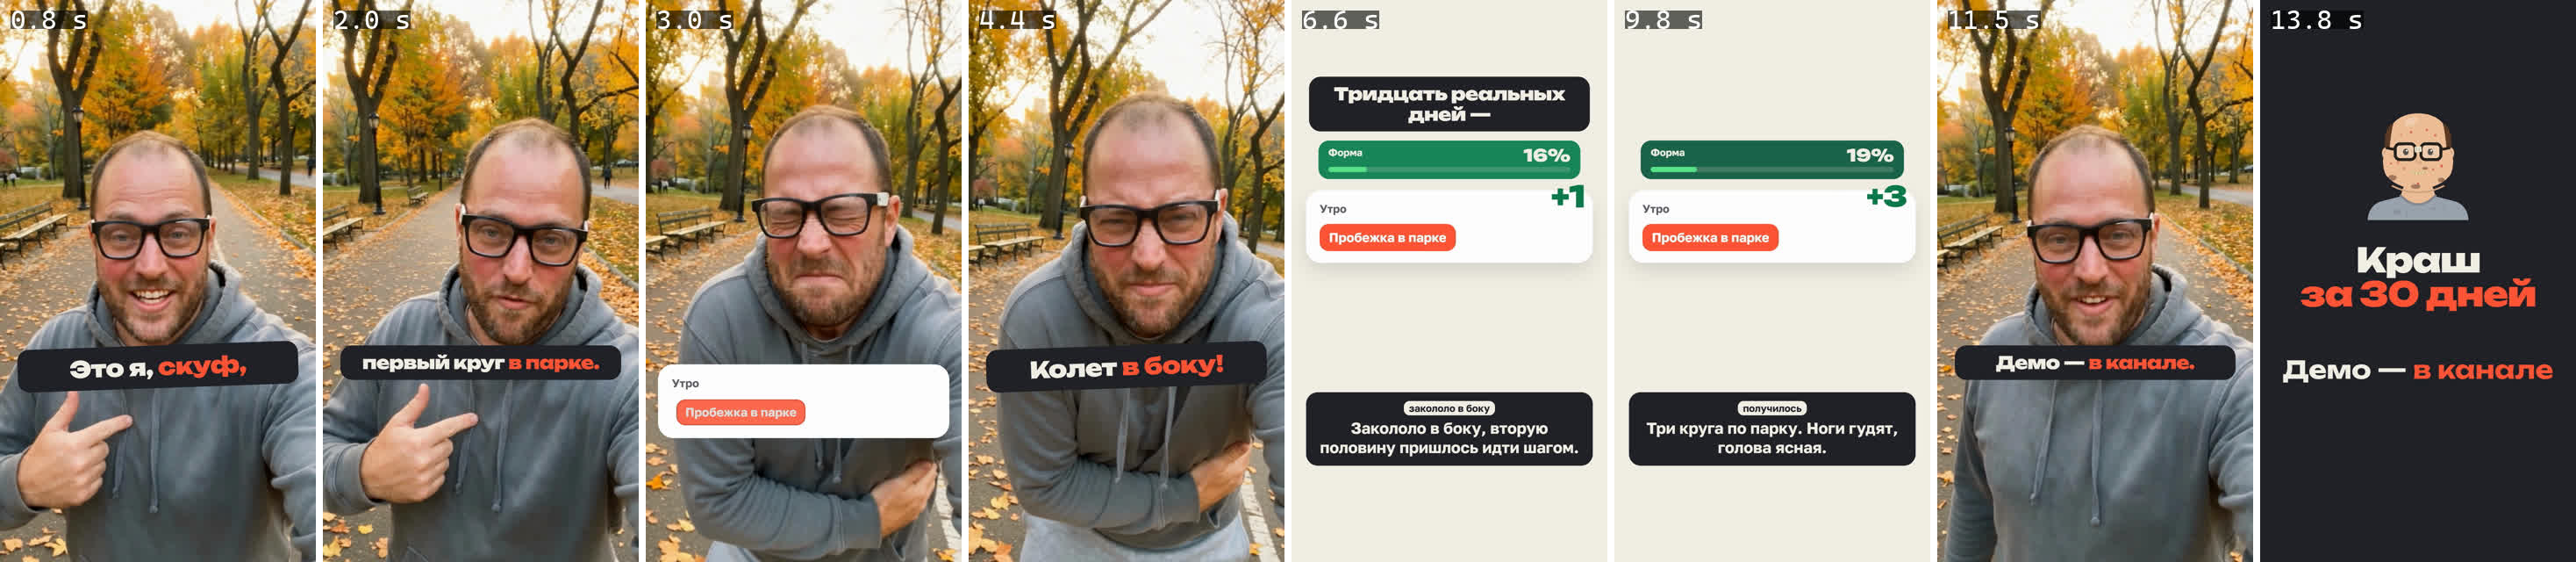 0.8 s
Это я, скуф,
2.0 s
первый круг в парке.
3.0 s
Утро
Пробежка в парке
4.4 s
Колет в боку!
6.6 s
Тридцать реальных
дней —
Форма
16%
+1
Утро
Пробежка в парке
закололо в боку
Закололо в боку, вторую
половину пришлось идти шагом.
9.8 s
Форма
19%
+3
Утро
Пробежка в парке
получилось
Три круга по парку. Ноги гудят,
голова ясная.
11.5 s
Демо — в канале.
13.8 s
Краш
за 30 дней
Демо — в канале